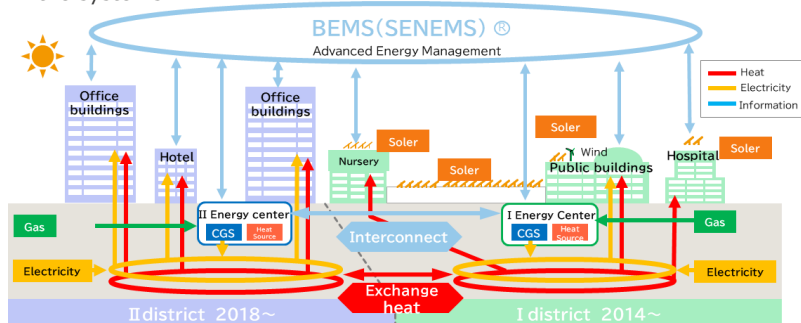 BEMS(SENEMS) ®
Advanced Energy Management
Heat
Electricity
Information
Office
buildings
Hotel
Office
buildings
Nursery
Soler
Soler
Soler
Wind
Public buildings
Hospital
Soler
Gas
II Energy center
CGS
Heat
Source
Interconnect
I Energy Center
CGS
Heat
Source
Gas
Electricity
Electricity
Exchange
heat
II district 2018~
I district 2014~